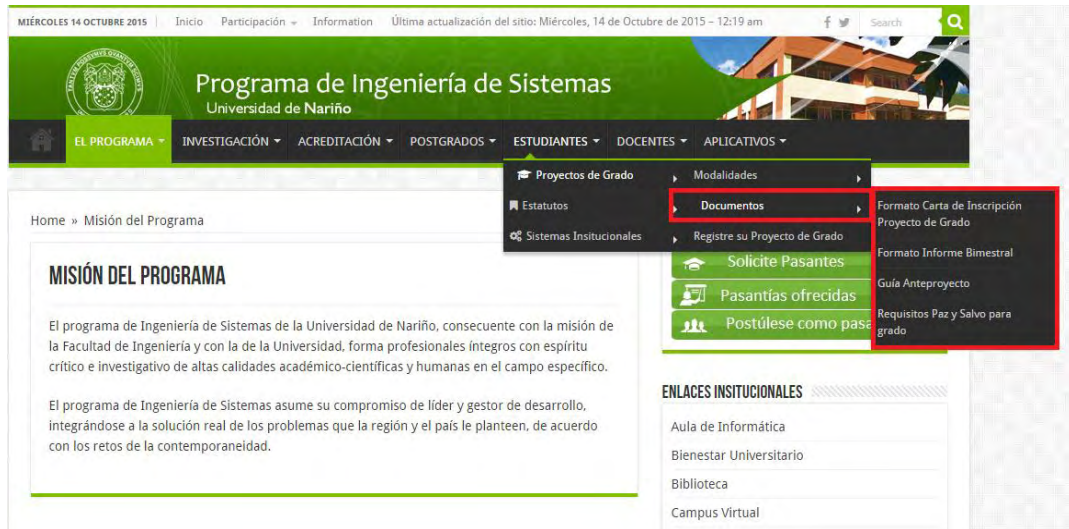 MIÉRCOLES 14 OCTUBRE 2015 Inicio Participación Information Última actualización del sitio: Miércoles, 14 de Octubre de 2015 – 12:19 am Search
Programa de Ingeniería de Sistemas
Universidad de Nariño
EL PROGRAMA INVESTIGACIÓN ACREDITACIÓN POSTGRADOS ESTUDIANTES DOCENTES APLICATIVOS
Proyectos de Grado
Estatutos
Sistemas Insitucionales
Modalidades
Documentos
Registre su Proyecto de Grado
Formato Carta de Inscripción
Proyecto de Grado
Formato Informe Bimestral
Guía Anteproyecto
Requisitos Paz y Salvo para
grado
Home » Misión del Programa
MISIÓN DEL PROGRAMA
El programa de Ingeniería de Sistemas de la Universidad de Nariño, consecuente con la misión de
la Facultad de Ingeniería y con la de la Universidad, forma profesionales íntegros con espíritu
crítico e investigativo de altas calidades académico-científicas y humanas en el campo específico.
El programa de Ingeniería de Sistemas asume su compromiso de líder y gestor de desarrollo,
integrándose a la solución real de los problemas que la región y el país le planteen, de acuerdo
con los retos de la contemporaneidad.
Solicite Pasantes
Pasantías ofrecidas
Postúlese como pasa
ENLACES INSITUCIONALES
Aula de Informática
Bienestar Universitario
Biblioteca
Campus Virtual